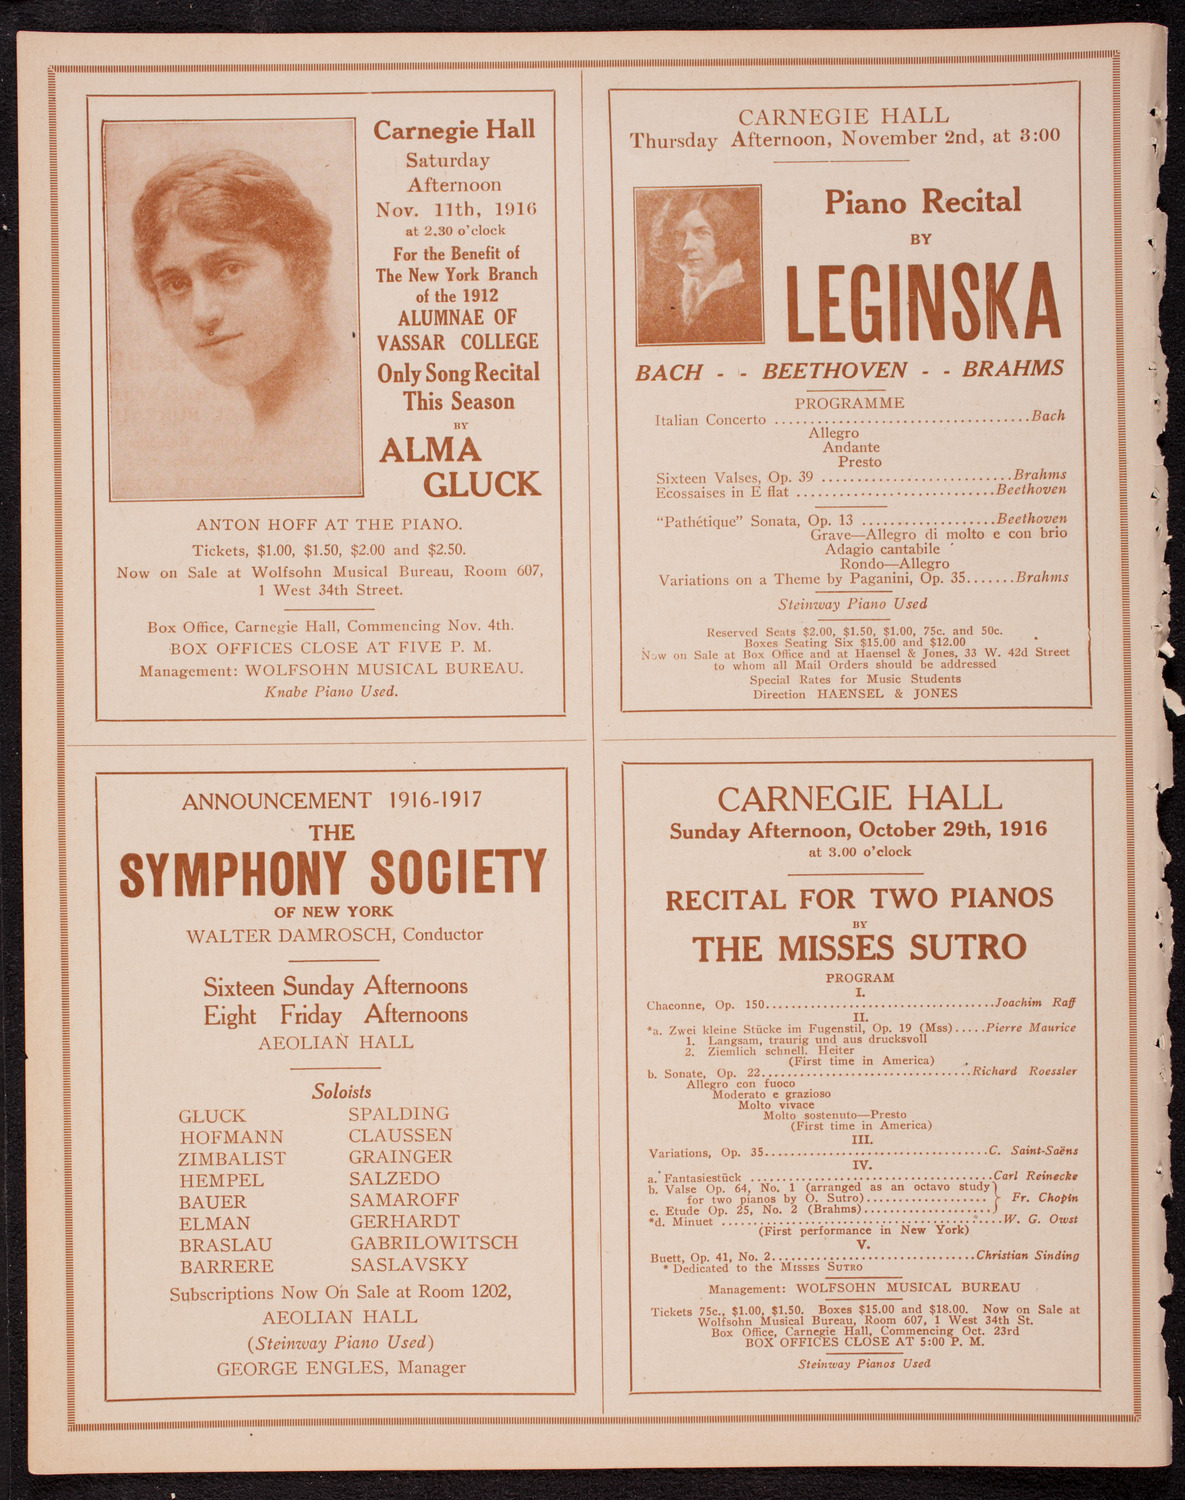 Carnegie Hall
Saturday
Afternoon
Nov. 11th, 1916
at 2.30 o'clock
For the Benefit of
The New York Branch
of the 1912
ALUMNAE OF
VASSAR COLLEGE
Only Song Recital
This Season
BY
ALMA
GLUCK
ANTON HOFF AT THE PIANO.
Tickets, $1.00, $1.50, $2.00 and $2.50.
Now on Sale at Wolfsohn Musical Bureau, Room 607,
1 West 34th Street.
Box Office, Carnegie Hall, Commencing Nov. 4th.
BOX OFFICES CLOSE AT FIVE P. M.
Management: WOLFSOHN MUSICAL BUREAU.
Knabe Piano Used.
CARNEGIE HALL
Thursday Afternoon, November 2nd, at 3:00
Piano Recital
BY
LEGINSKA
BACH - - BEETHOVEN - - BRAHMS
PROGRAMME
Italian Concerto ..................................Bach
Allegro
Andante
Presto
Sixteen Valses, Op. 39 ..........................Brahms
Ecossaises in E flat ...........................Beethoven
"Pathétique" Sonata, Op. 13 ...................Beethoven
Grave—Allegro di molto e con brio
Adagio cantabile
Rondo—Allegro
Variations on a Theme by Paganini, Op. 35.......Brahms
Steinway Piano Used
Reserved Seats $2.00, $1.50, $1.00, 75c. and 50c.
Boxes Seating Six $15.00 and $12.00
Now on Sale at Box Office and at Haensel & Jones, 33 W. 42d Street
to whom all Mail Orders should be addressed
Special Rates for Music Students
Direction HAENSEL & JONES
ANNOUNCEMENT 1916-1917
THE
SYMPHONY SOCIETY
OF NEW YORK
WALTER DAMROSCH, Conductor
Sixteen Sunday Afternoons
Eight Friday Afternoons
AEOLIAN HALL
Soloists
GLUCK SPALDING
HOFMANN CLAUSSEN
ZIMBALIST GRAINGER
HEMPEL SALZEDO
BAUER SAMAROFF
ELMAN GERHARDT
BRASLAU GABRILOWITSCH
BARRERE SASLAVSKY
Subscriptions Now On Sale at Room 1202,
AEOLIAN HALL
(Steinway Piano Used)
GEORGE ENGLES, Manager
CARNEGIE HALL
Sunday Afternoon, October 29th, 1916
at 3.00 o'clock
RECITAL FOR TWO PIANOS
BY
THE MISSES SUTRO
PROGRAM
I.
Chaconne, Op. 150..................................Joachim Raff
II.
*a. Zwei kleine Stücke im Fugenstil, Op. 19 (Mss).....Pierre Maurice
1. Langsam, traurig und aus drucksvoll
2. Ziemlich schnell. Heiter
(First time in America)
b. Sonate, Op. 22...............................Richard Roessler
Allegro con fuoco
Moderato e grazioso
Molto vivace
Molto sostenuto—Presto
(First time in America)
III.
Variations, Op. 35.................................C. Saint-Saëns
IV.
a. Fantasiestück ....................................Carl Reinecke
b. Valse Op. 64, No. 1 (arranged as an octavo study
for two pianos by O. Sutro).................. } Fr. Chopin
c. Etude Op. 25, No. 2 (Brahms)...................
*d. Minuet .........................................W. G. Owst
(First performance in New York)
V.
Buett, Op. 41, No. 2..............................Christian Sinding
* Dedicated to the MISSES SUTRO
Management: WOLFSOHN MUSICAL BUREAU
Tickets 75c., $1.00, $1.50. Boxes $15.00 and $18.00. Now on Sale at
Wolfsohn Musical Bureau, Room 607, 1 West 34th St.
Box Office, Carnegie Hall, Commencing Oct. 23rd
BOX OFFICES CLOSE AT 5:00 P. M.
Steinway Pianos Used